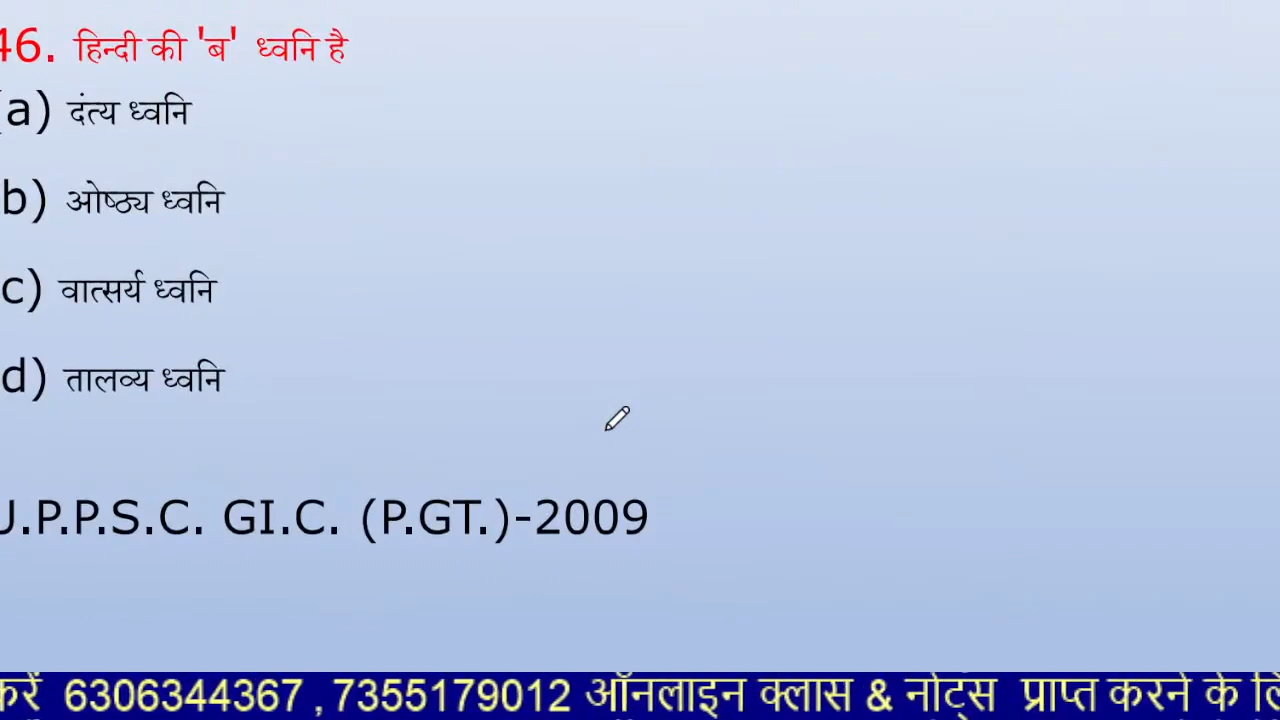 46. हिन्दी की 'ब' ध्वनि है
(a) दंत्य ध्वनि
b) ओष्ठ्य ध्वनि
c) वात्सर्य ध्वनि
d) तालव्य ध्वनि
U.P.P.S.C. GI.C. (P.GT.)-2009
करें 6306344367 , 7355179012 ऑनलाइन क्लास & नोट्स प्राप्त करने के लि